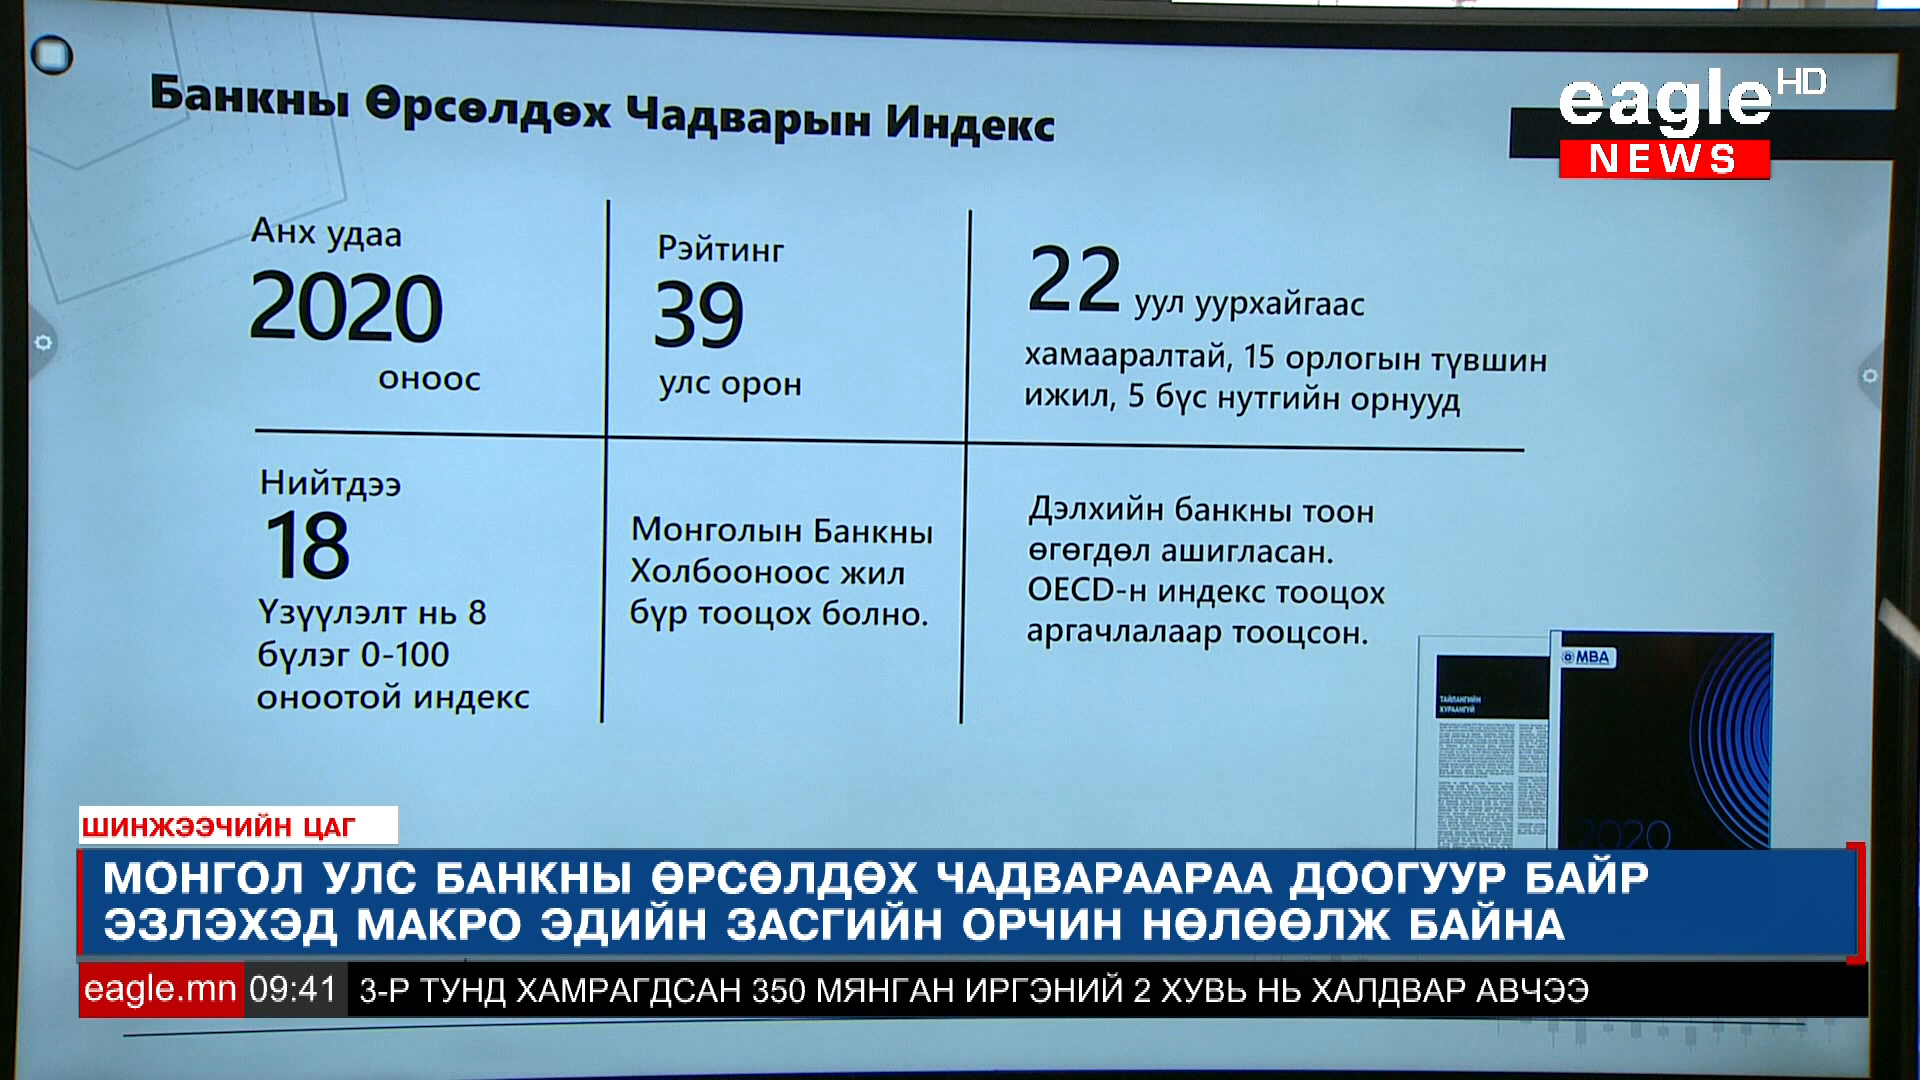 Банкны Өрсөлдөх Чадварын Индекс
eagle HD
NEWS
Анх удаа
2020
оноос
Рэйтинг
39
улс орон
22 уул уурхайгаас
хамааралтай, 15 орлогын түвшин
ижил, 5 бүс нутгийн орнууд
Нийтдээ
18
Үзүүлэлт нь 8
бүлэг 0-100
оноотой индекс
Монголын Банкны
Холбооноос жил
бүр тооцох болно.
Дэлхийн банкны тоон
өгөгдөл ашигласан.
OECD-н индекс тооцох
аргачлалаар тооцсон.
MBA
ТАЙЛАНГИЙН
ХУРААНГУЙ
2020
ШИНЖЭЭЧИЙН ЦАГ
МОНГОЛ УЛС БАНКНЫ ӨРСӨЛДӨХ ЧАДВАРААРАА ДООГУУР БАЙР
ЭЗЛЭХЭД МАКРО ЭДИЙН ЗАСГИЙН ОРЧИН НӨЛӨӨЛЖ БАЙНА
eagle.mn 09:41 3-Р ТУНД ХАМРАГДСАН 350 МЯНГАН ИРГЭНИЙ 2 ХУВЬ НЬ ХАЛДВАР АВЧЭЭ